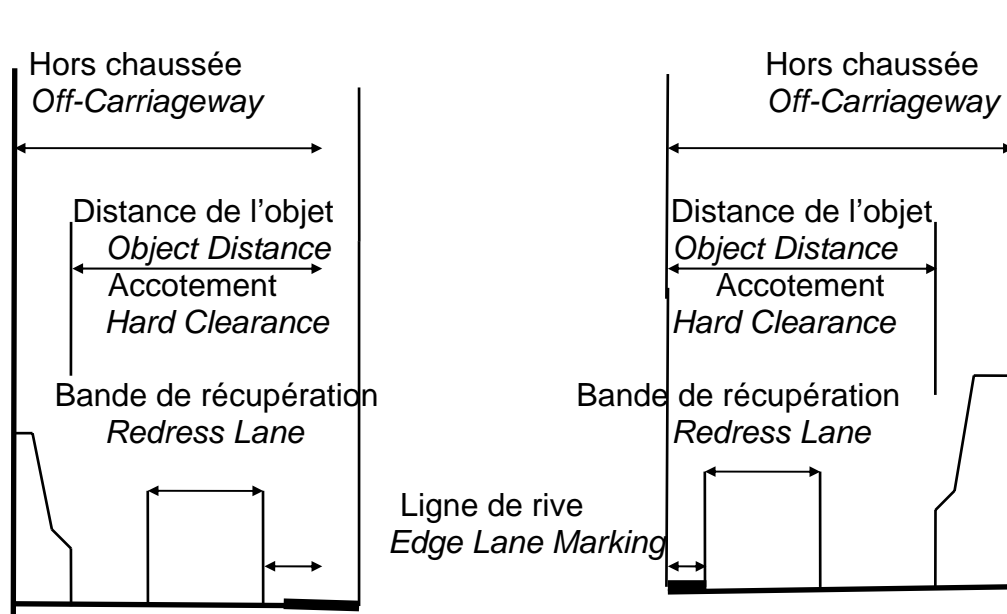 Hors chaussée
Off-Carriageway
Distance de l'objet
Object Distance
Accotement
Hard Clearance
Bande de récupération
Redress Lane
Ligne de rive
Edge Lane Marking
Hors chaussée
Off-Carriageway
Distance de l'objet
Object Distance
Accotement
Hard Clearance
Bande de récupération
Redress Lane